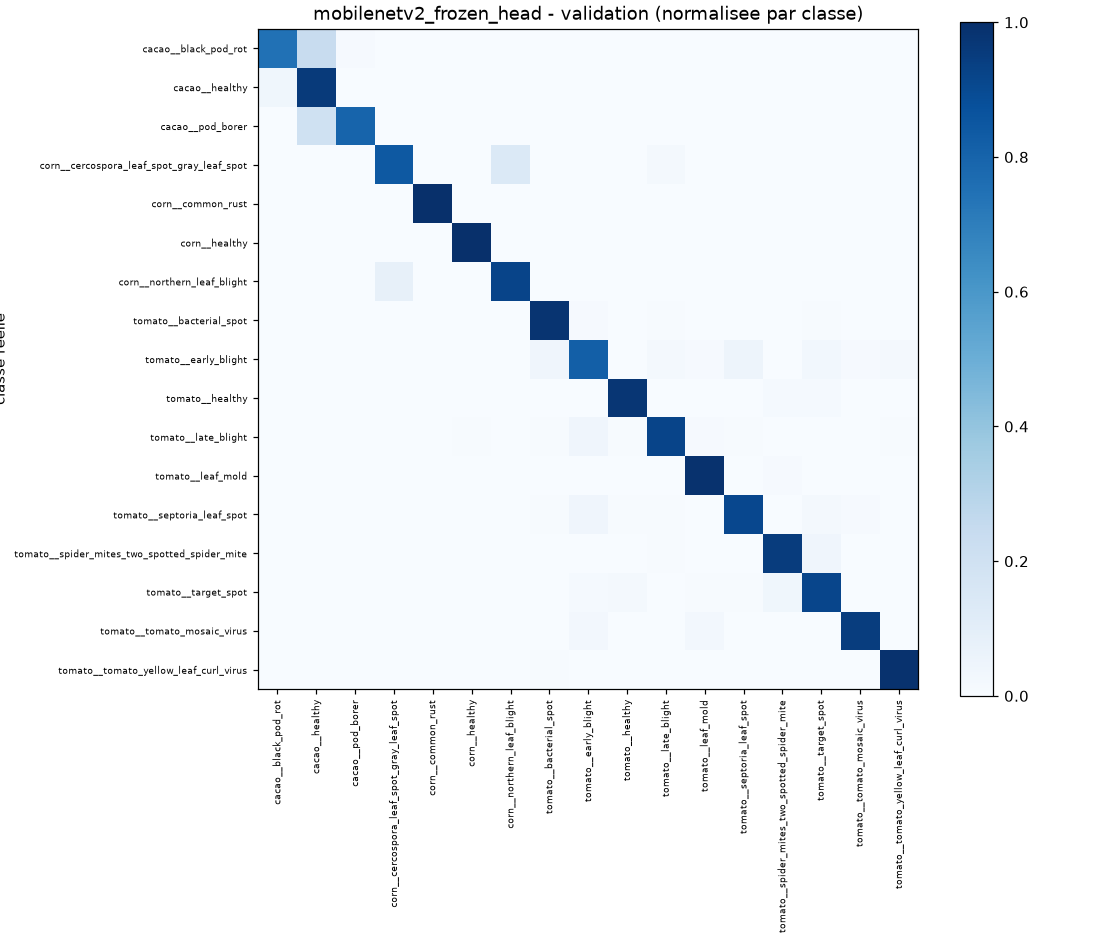 mobilenetv2_frozen_head - validation (normalisee par classe)
cacao__black_pod_rot
cacao__healthy
cacao__pod_borer
corn__cercospora_leaf_spot_gray_leaf_spot
corn__common_rust
corn__healthy
corn__northern_leaf_blight
tomato__bacterial_spot
tomato__early_blight
tomato__healthy
tomato__late_blight
tomato__leaf_mold
tomato__septoria_leaf_spot
tomato__spider_mites_two_spotted_spider_mite
tomato__target_spot
tomato__tomato_mosaic_virus
tomato__tomato_yellow_leaf_curl_virus
cacao__black_pod_rot
cacao__healthy
cacao__pod_borer
corn__cercospora_leaf_spot_gray_leaf_spot
corn__common_rust
corn__healthy
corn__northern_leaf_blight
tomato__bacterial_spot
tomato__early_blight
tomato__healthy
tomato__late_blight
tomato__leaf_mold
tomato__septoria_leaf_spot
tomato__spider_mites_two_spotted_spider_mite
tomato__target_spot
tomato__tomato_mosaic_virus
tomato__tomato_yellow_leaf_curl_virus
1.0
0.8
0.6
0.4
0.2
0.0